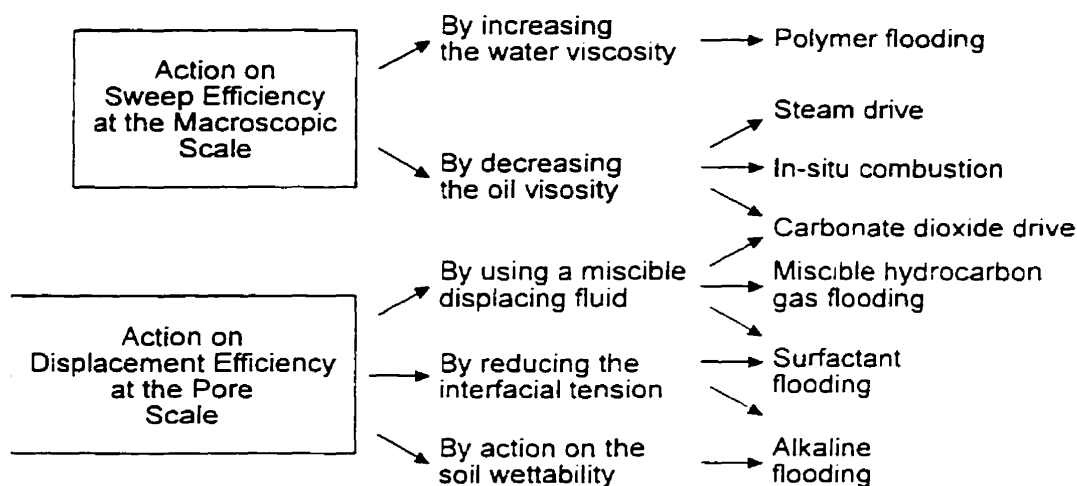 Action on
Sweep Efficiency
at the Macroscopic
Scale
By increasing
the water viscosity
Polymer flooding
By decreasing
the oil visosity
Steam drive
In-situ combustion
Carbonate dioxide drive
Action on
Displacement Efficiency
at the Pore
Scale
By using a miscible
displacing fluid
Miscible hydrocarbon
gas flooding
By reducing the
interfacial tension
Surfactant
flooding
By action on the
soil wettability
Alkaline
flooding